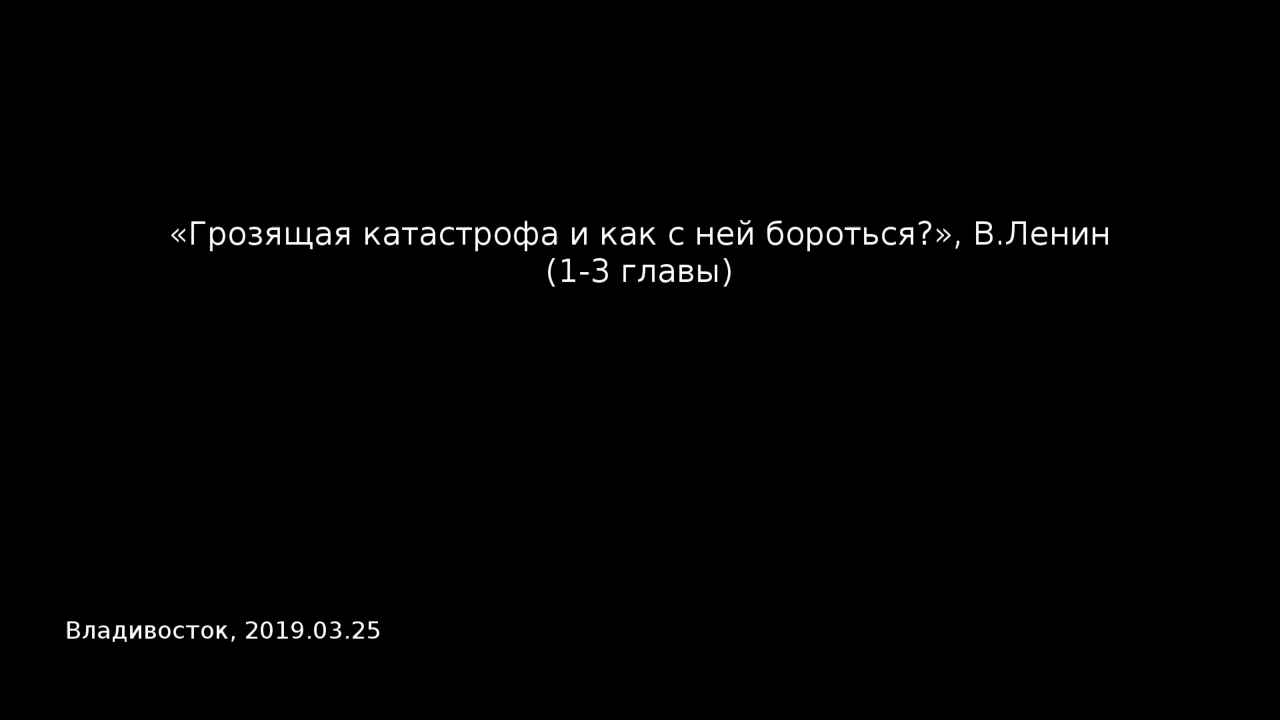 «Грозящая катастрофа и как с ней бороться?», В.Ленин
(1-3 главы)
Владивосток, 2019.03.25